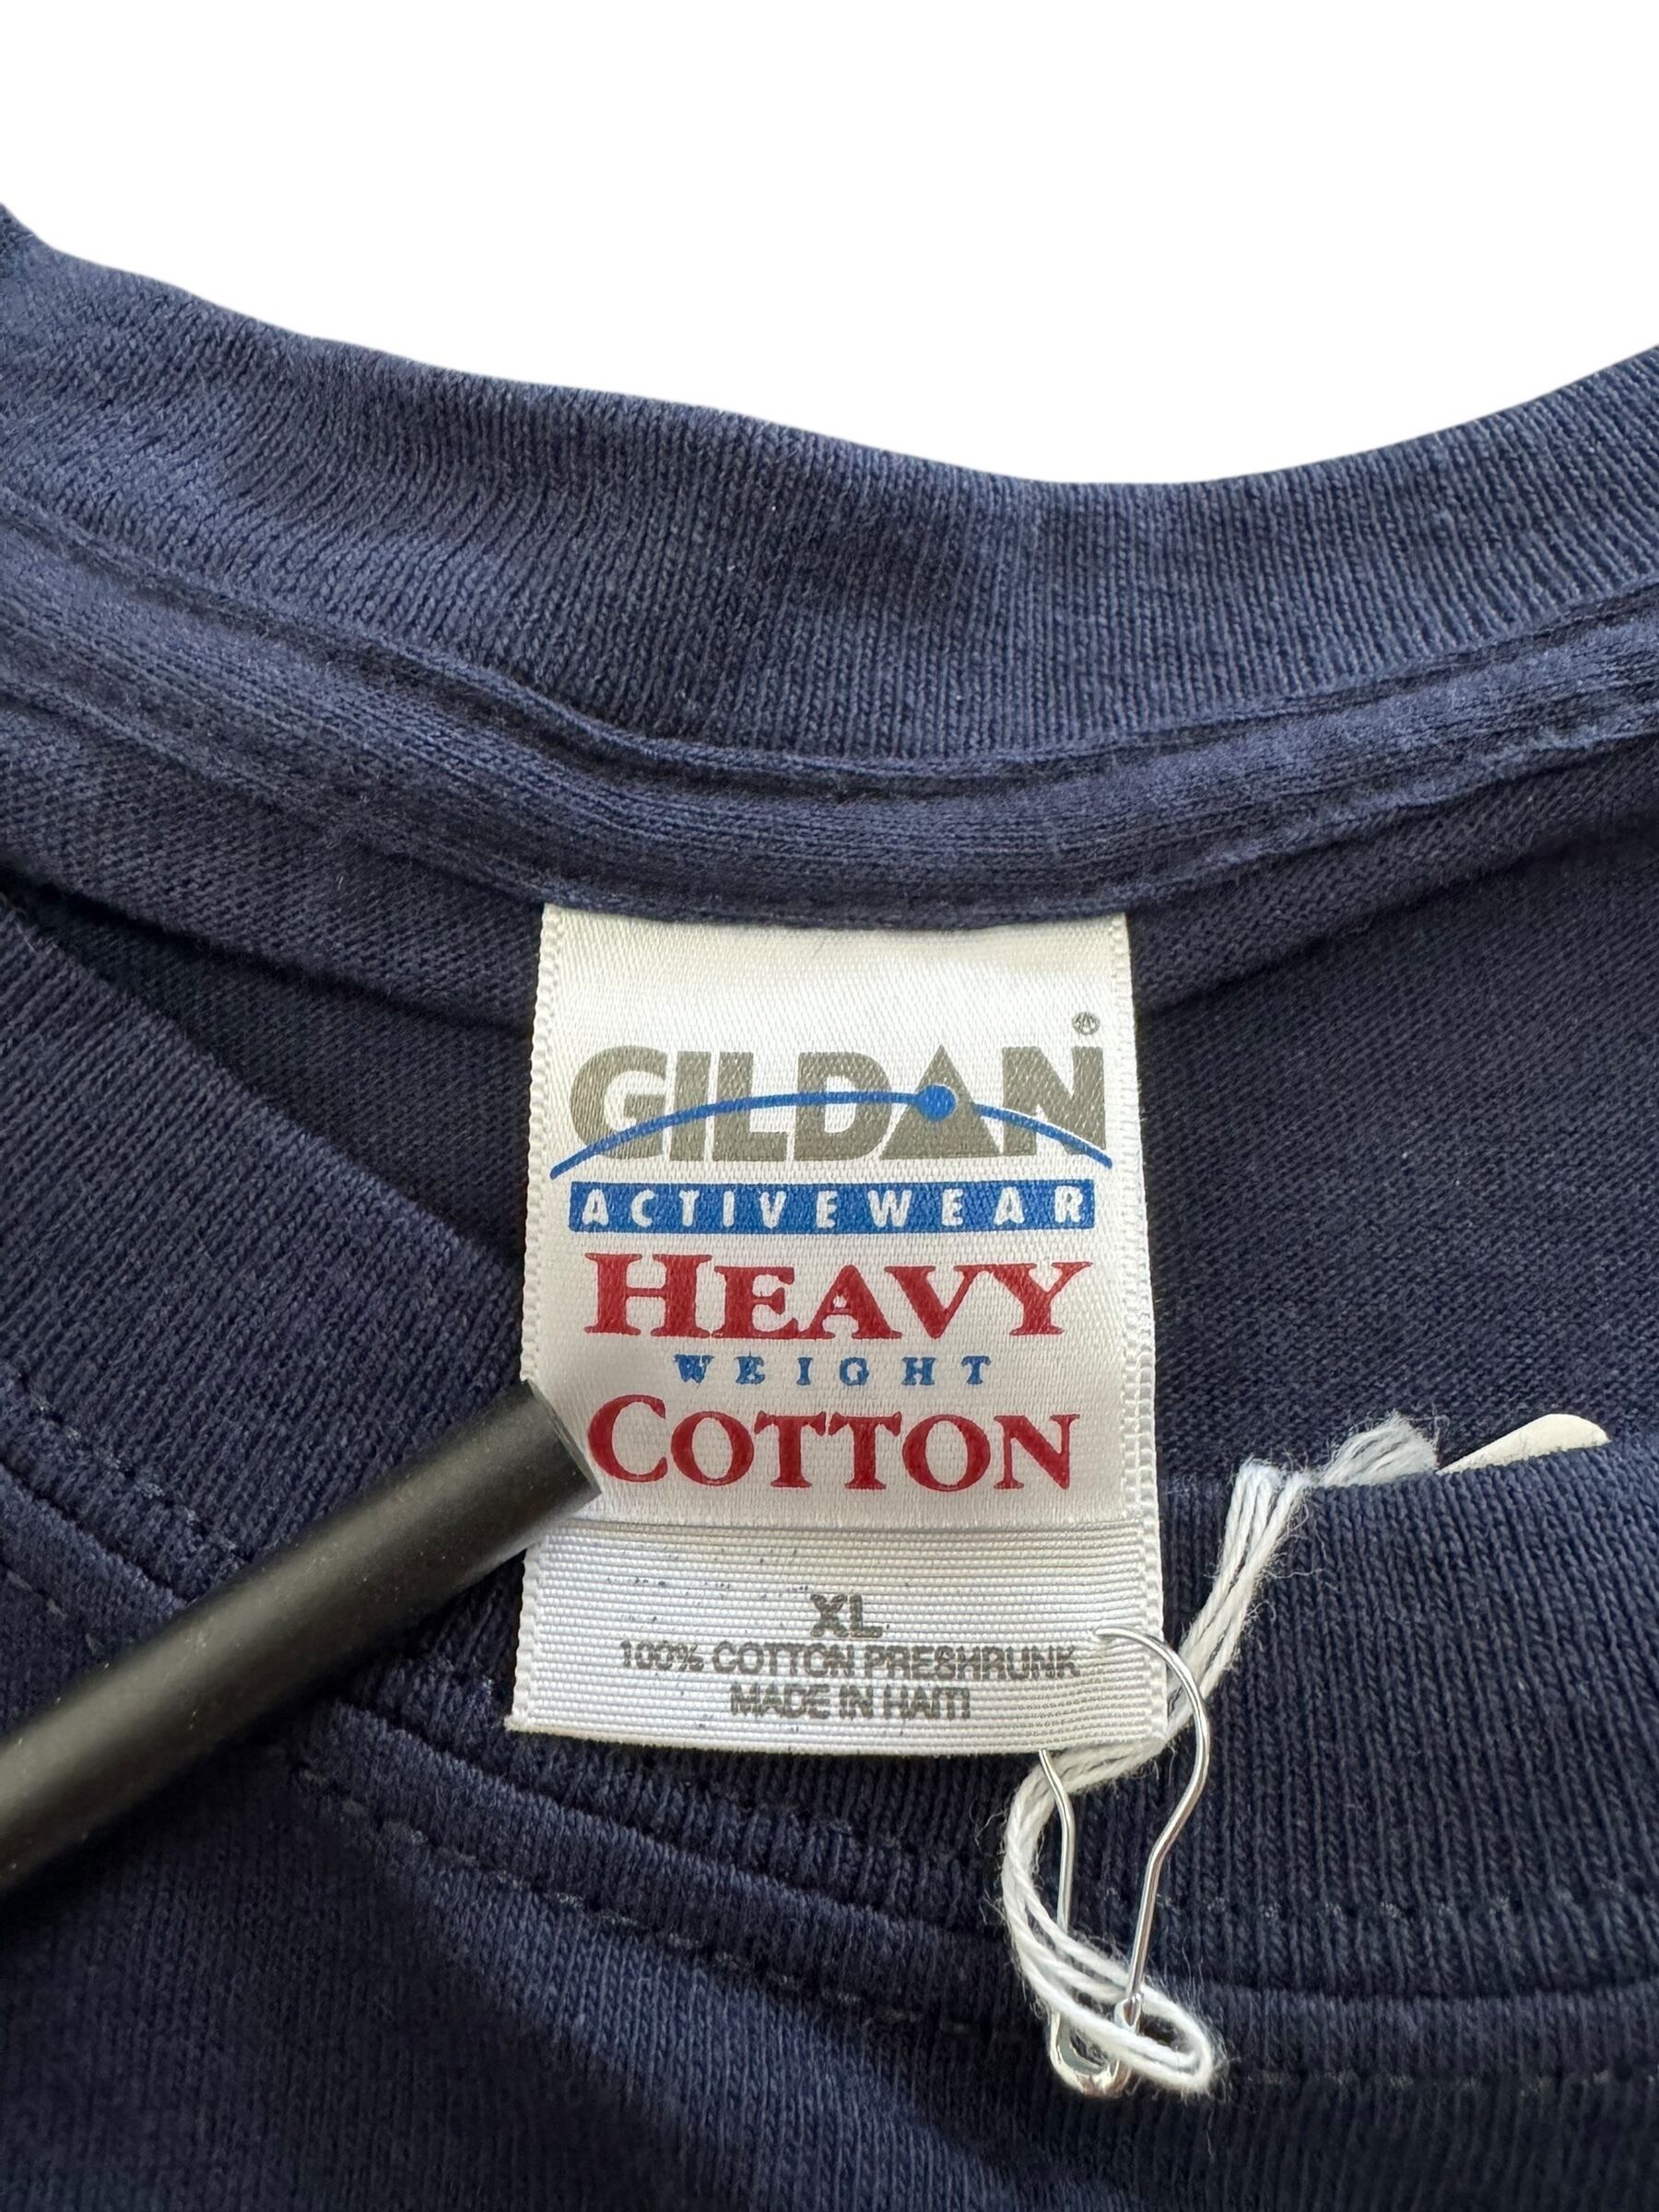 GILDAN®
ACTIVEWEAR
HEAVY
WEIGHT
COTTON
XL
100% COTTON PRESHRUNK
MADE IN HAITI